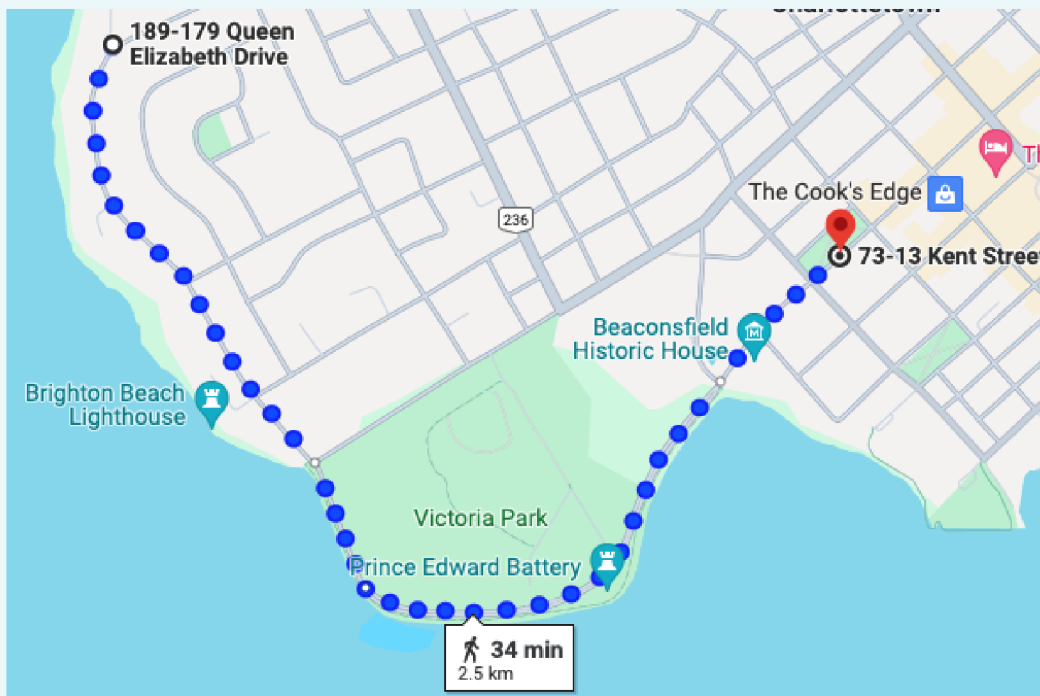 Charlottetown
189-179 Queen
Elizabeth Drive
The Cook's Edge
236
73-13 Kent Street
Beaconsfield
Historic House
Brighton Beach
Lighthouse
Victoria Park
Prince Edward Battery
34 min
2.5 km